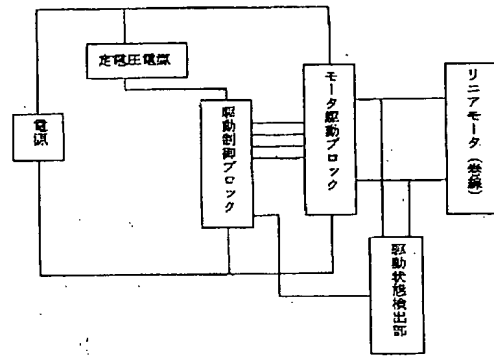 定電圧電源
電源
駆動制御ブロック
モータ駆動ブロック
リニアモータ（巻線）
駆動状態検出部